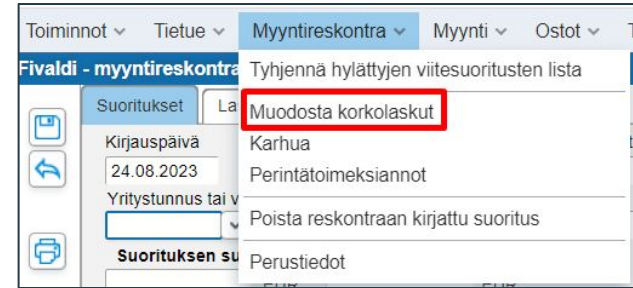 Toiminnot Tietue Myyntireskontra Myynti Ostot
Fivaldi - myyntireskontra
Tyhjennä hylättyjen viitesuoritusten lista
Suoritukset La
Muodosta korkolaskut
Kirjauspäivä
Karhua
24.08.2023
Perintätoimeksiannot
Yritystunnus tai v
Poista reskontraan kirjattu suoritus
Suorituksen su
Perustiedot